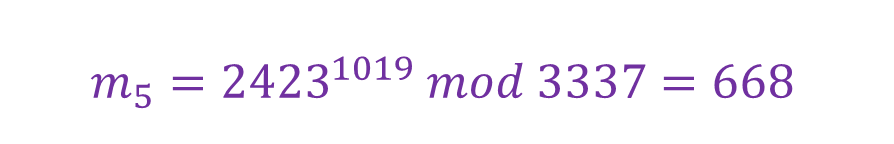 m₅ = 2423¹⁰¹⁹ mod 3337 = 668